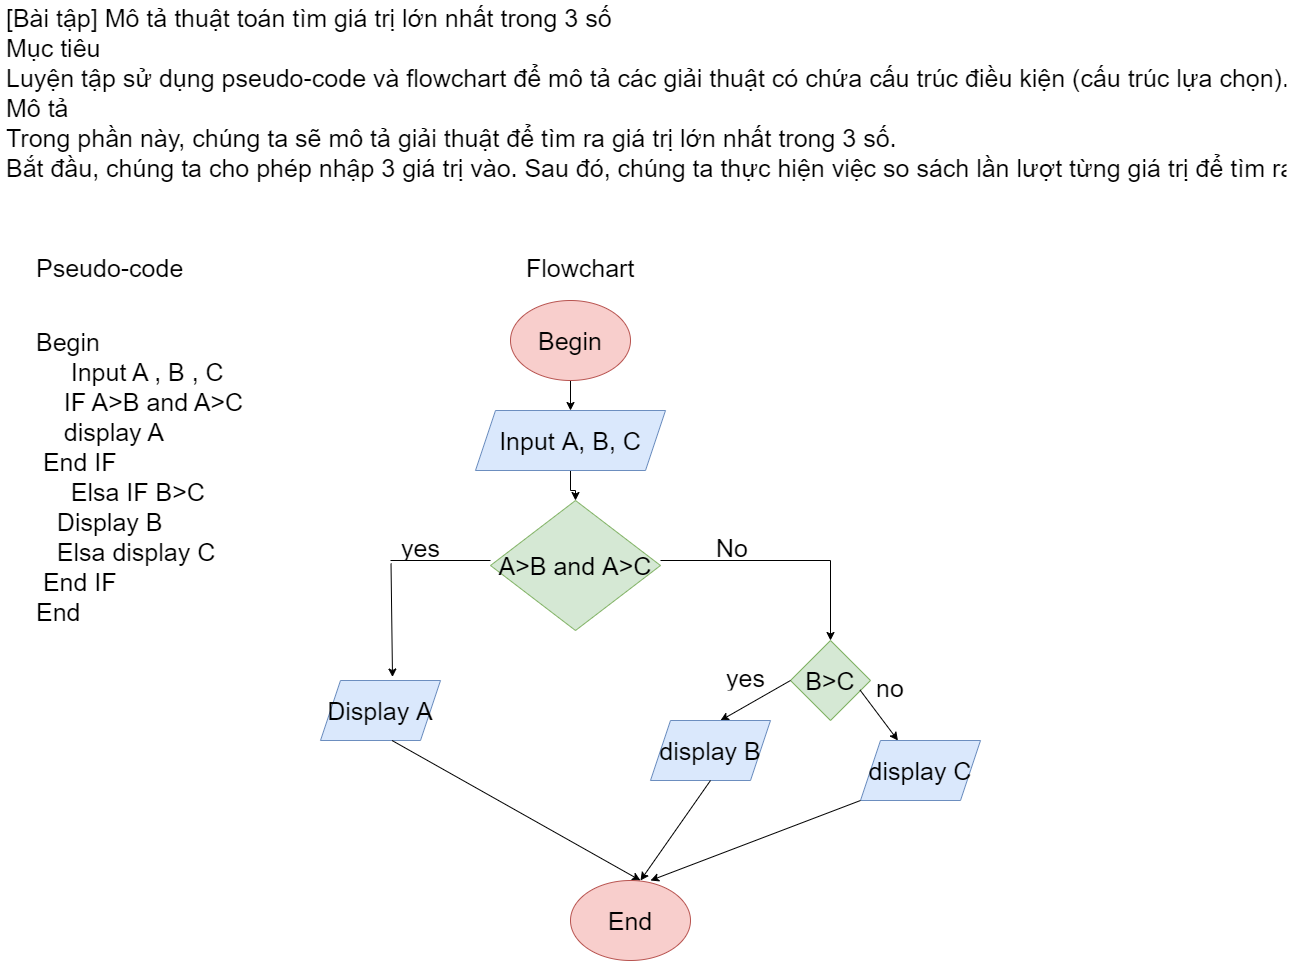 [Bài tập] Mô tả thuật toán tìm giá trị lớn nhất trong 3 số
Mục tiêu
Luyện tập sử dụng pseudo-code và flowchart để mô tả các giải thuật có chứa cấu trúc điều kiện (cấu trúc lựa chọn).
Mô tả
Trong phần này, chúng ta sẽ mô tả giải thuật để tìm ra giá trị lớn nhất trong 3 số.
Bắt đầu, chúng ta cho phép nhập 3 giá trị vào. Sau đó, chúng ta thực hiện việc so sách lần lượt từng giá trị để tìm
Pseudo-code
Begin
Input A , B , C
IF A>B and A>C
display A
End IF
Elsa IF B>C
Display B
Elsa display C
End IF
End
Flowchart
Begin
Input A, B, C
A>B and A>C
yes
No
Display A
B>C
yes
no
display B
display C
End